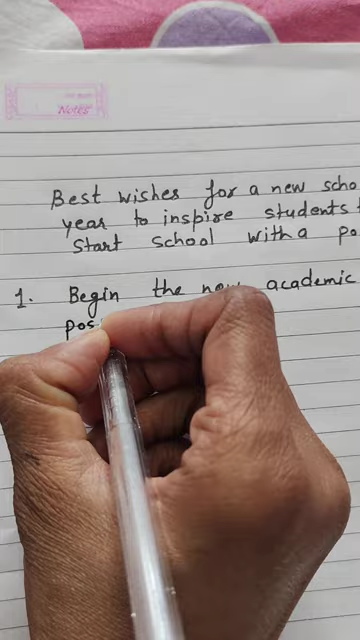 Notes
Best wishes for a new scho
year to inspire students t
Start school with a po
1. Begin the new academic
pos